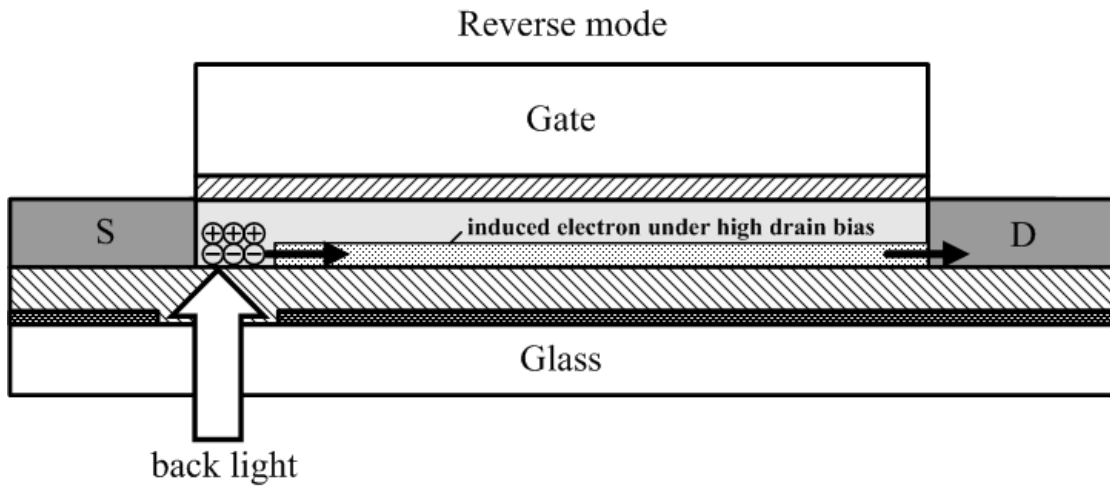 Reverse mode
Gate
S
induced electron under high drain bias
D
⊕⊕⊕
⊖⊖⊖
Glass
back light